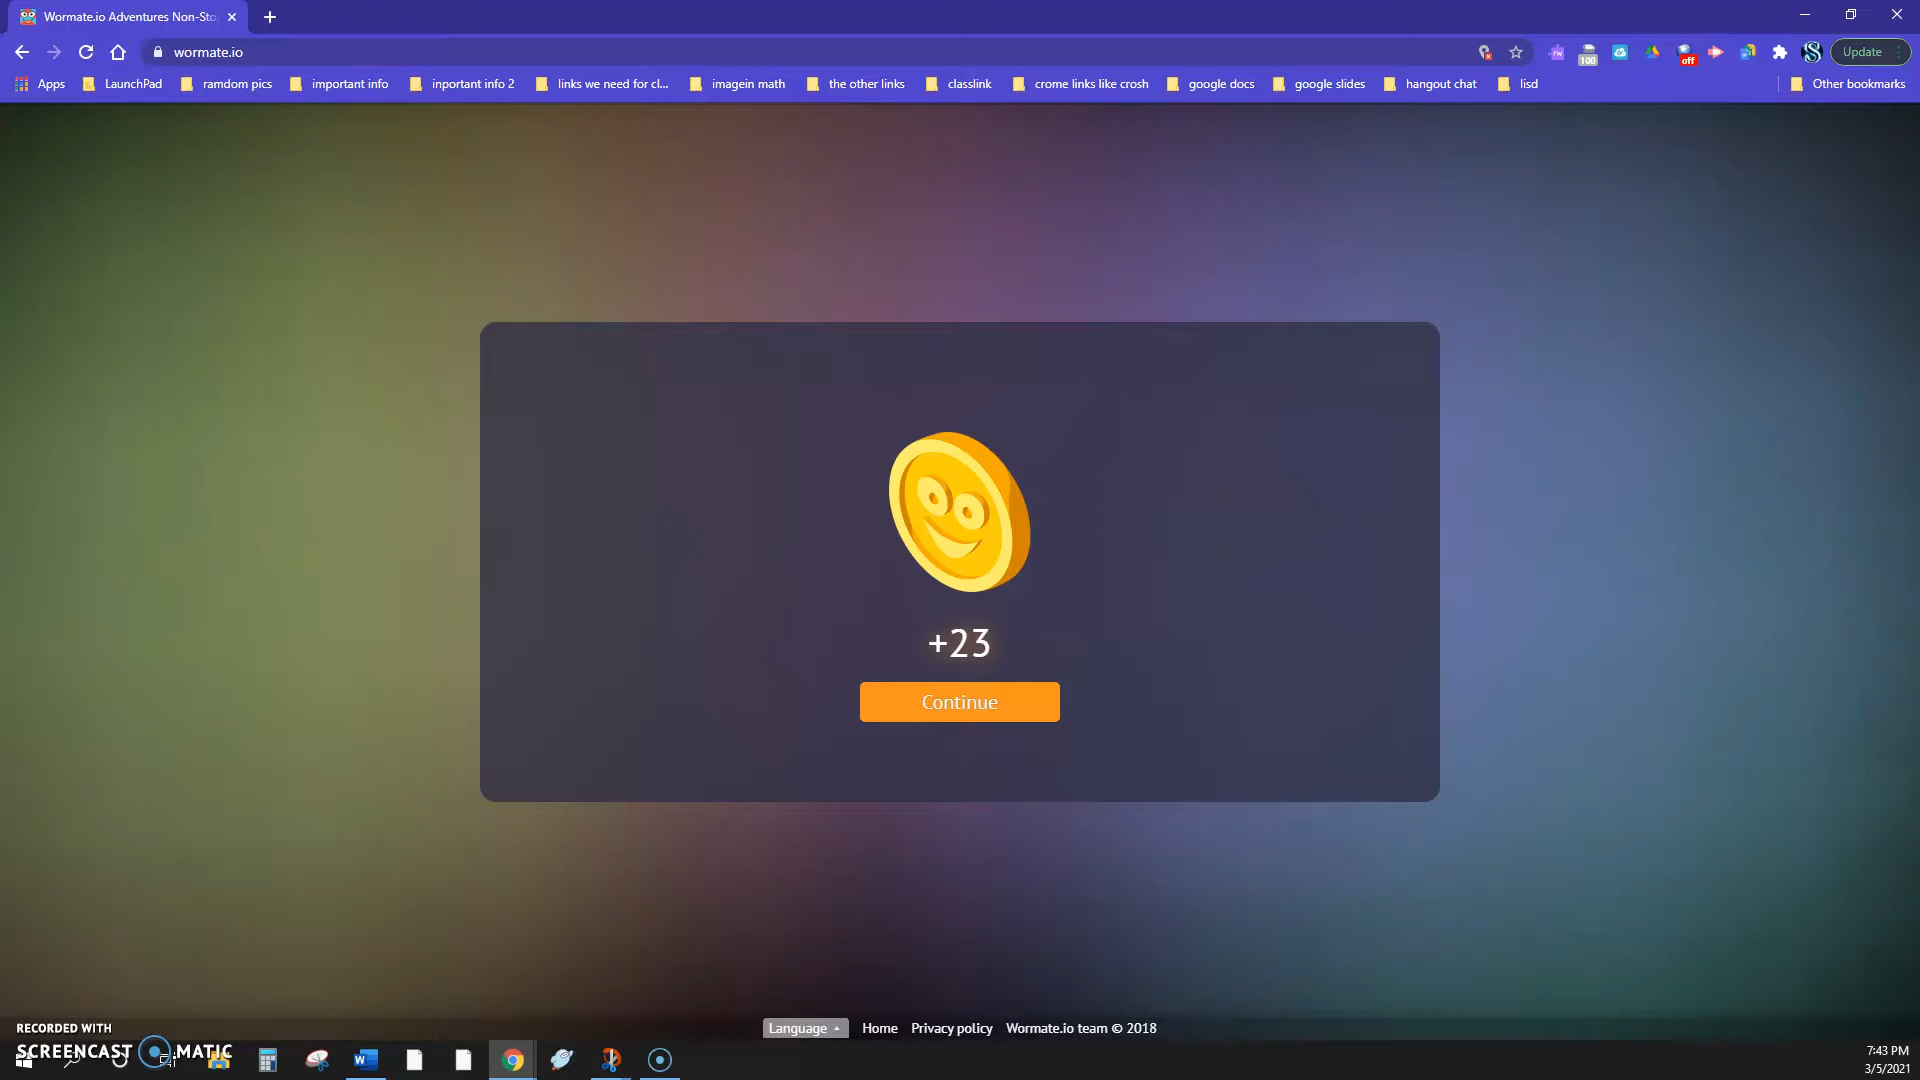 Wormate.io Adventures Non-Sto
wormate.io
100
off
Update
Apps
LaunchPad
ramdom pics
important info
inportant info 2
links we need for cl...
imagein math
the other links
classlink
crome links like crosh
google docs
google slides
hangout chat
lisd
Other bookmarks
+23
Continue
Language
Home
Privacy policy
Wormate.io team © 2018
RECORDED WITH
SCREENCAST MATIC
7:43 PM
3/5/2021